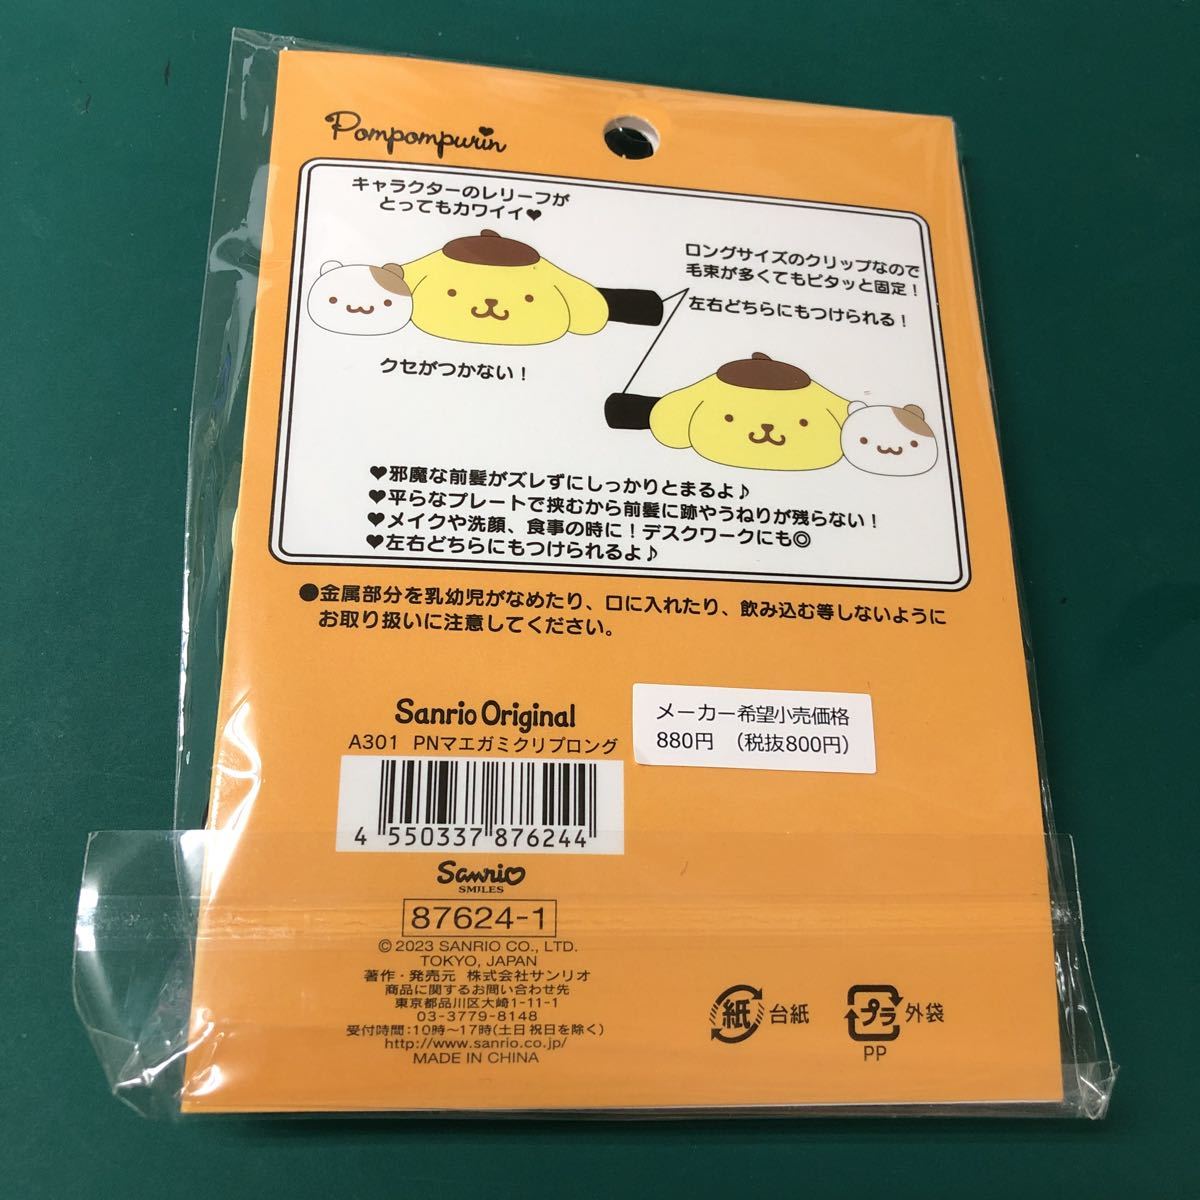 Pompompurin
キャラクターのレリーフが
とってもカワイイ♥
ロングサイズのクリップなので
毛束が多くてもピタッと固定！
左右どちらにもつけられる！
クセがつかない！
♥邪魔な前髪がズレずにしっかりとまるよ♪
♥平らなプレートで挟むから前髪に跡やうねりが残らない！
♥メイクや洗顔、食事の時に！デスクワークにも◎
♥左右どちらにもつけられるよ♪
●金属部分を乳幼児がなめたり、口に入れたり、飲み込む等しないように
お取り扱いに注意してください。
Sanrio Original
A301 PNマエガミクリプロング
メーカー希望小売価格
880円 （税抜800円）
4 550337 876244
Sanrio
SMILES
87624-1
© 2023 SANRIO CO., LTD.
TOKYO, JAPAN
著作・発売元 株式会社サンリオ
商品に関するお問い合わせ先
東京都品川区大崎1-11-1
03-3779-8148
受付時間:10時～17時(土日祝日を除く)
http://www.sanrio.co.jp/
MADE IN CHINA
紙 台紙
プラ 外袋
PP